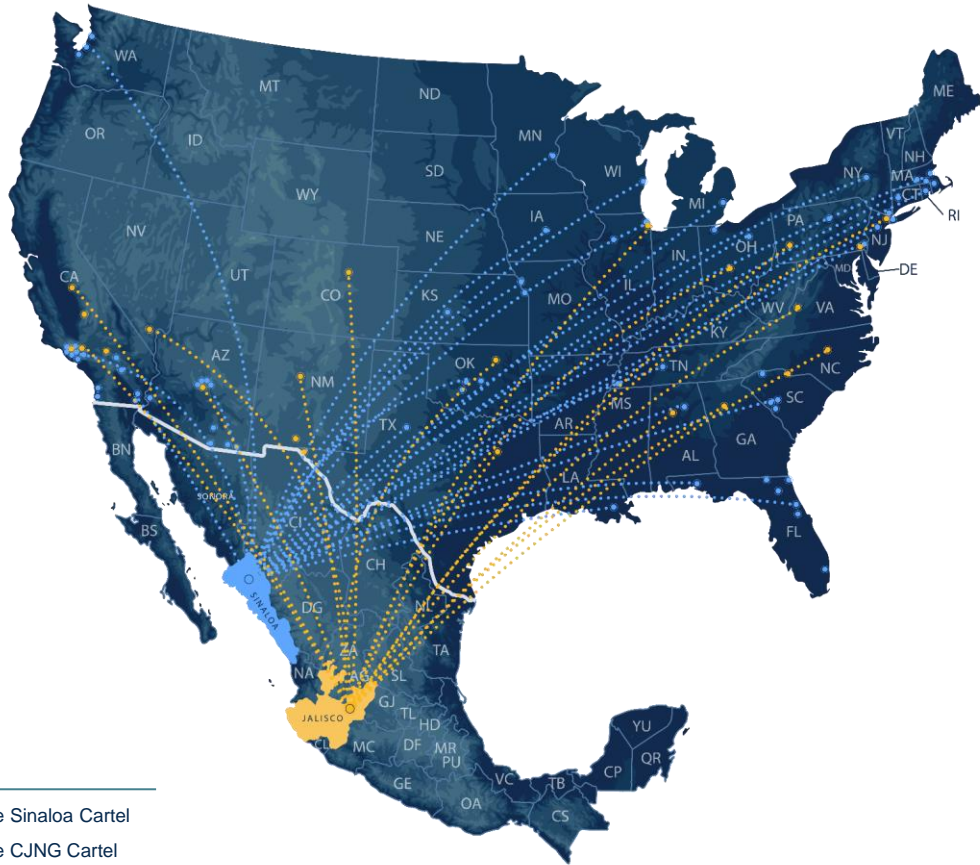 WA
MT
ND
ME
OR
ID
MN
VT
NH
SD
WI
NY
MA
WY
CT
MI
RI
NV
IA
PA
NE
OH
NJ
UT
IN
DE
CA
CO
KS
IL
MD
MO
WV
VA
KY
AZ
OK
TN
NM
NC
MS
SC
TX
AR
GA
BN
AL
LA
SONORA
CI
BS
FL
CH
SINALOA
DG
NL
ZA
TA
NA
AG
SL
GJ
JALISCO
TL
HD
YU
CL
MC
DF
MR
PU
QR
CP
GE
VC
TB
OA
CS
e Sinaloa Cartel
e CJNG Cartel